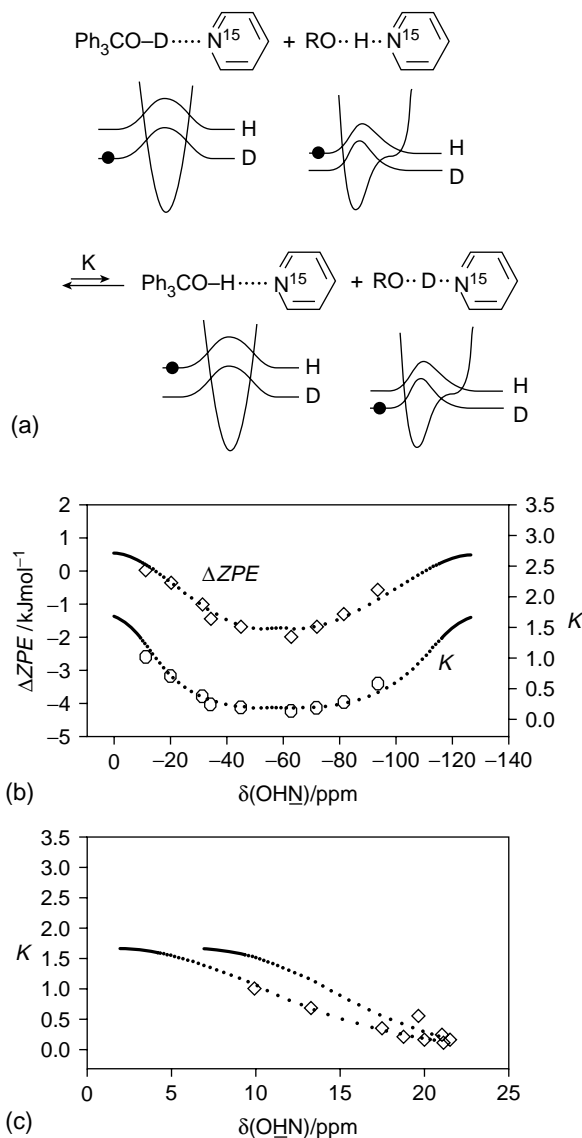 Ph₃CO–D·····N¹⁵ + RO··H··N¹⁵
H
D
H
D
K
Ph₃CO–H·····N¹⁵ + RO··D··N¹⁵
H
D
H
D
(a)
2
1
0
−1
−2
−3
−4
−5
ΔZPE / kJmol⁻¹
ΔZPE
K
3.5
3.0
2.5
2.0
1.5
1.0
0.5
0.0
K
0 −20 −40 −60 −80 −100 −120 −140
δ(OHN)/ppm
(b)
3.5
3.0
2.5
2.0
1.5
1.0
0.5
0.0
K
0 5 10 15 20 25
δ(OHN)/ppm
(c)